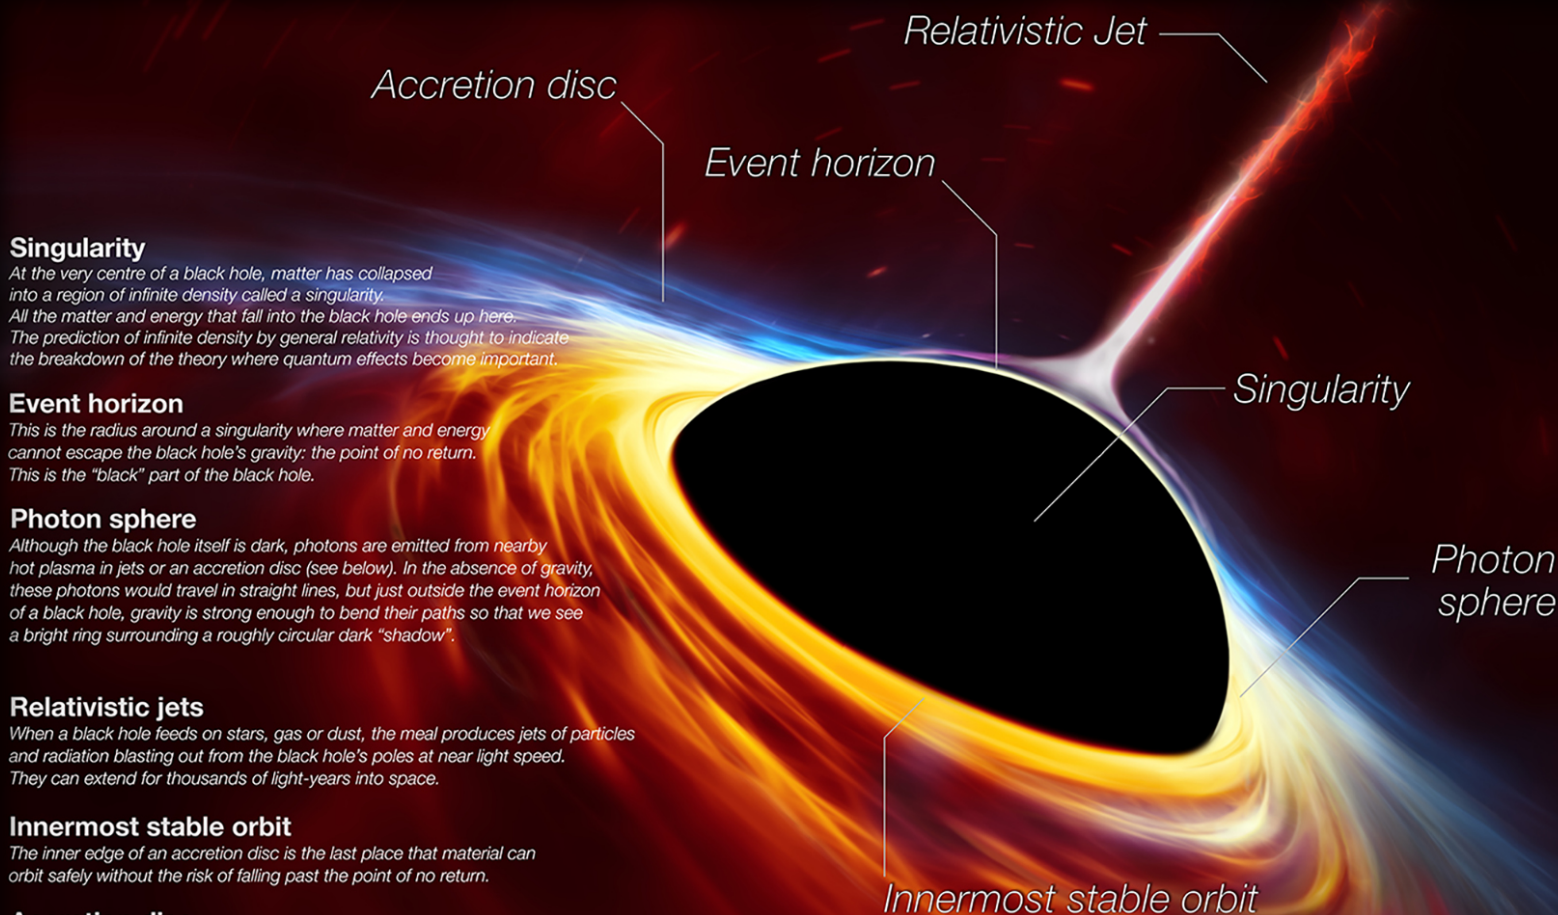 Relativistic Jet
Accretion disc
Event horizon
Singularity
At the very centre of a black hole, matter has collapsed
into a region of infinite density called a singularity.
All the matter and energy that fall into the black hole ends up here.
The prediction of infinite density by general relativity is thought to indicate
the breakdown of the theory where quantum effects become important.
Event horizon
This is the radius around a singularity where matter and energy
cannot escape the black hole's gravity: the point of no return.
This is the “black” part of the black hole.
Photon sphere
Although the black hole itself is dark, photons are emitted from nearby
hot plasma in jets or an accretion disc (see below). In the absence of gravity,
these photons would travel in straight lines, but just outside the event horizon
of a black hole, gravity is strong enough to bend their paths so that we see
a bright ring surrounding a roughly circular dark “shadow”.
Relativistic jets
When a black hole feeds on stars, gas or dust, the meal produces jets of particles
and radiation blasting out from the black hole's poles at near light speed.
They can extend for thousands of light-years into space.
Innermost stable orbit
The inner edge of an accretion disc is the last place that material can
orbit safely without the risk of falling past the point of no return.
Singularity
Photon
sphere
Innermost stable orbit